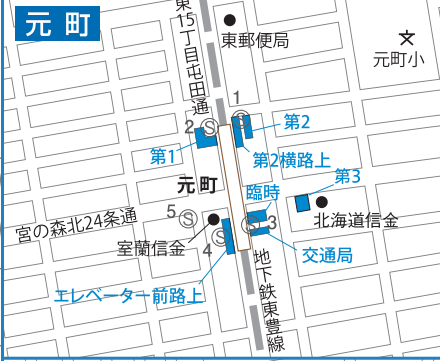 元町
東15丁目屯田通
東郵便局
元町小
1
2
第2
第1
第2横路上
元町
臨時
第3
宮の森北24条通
5
3
北海道信金
室蘭信金
4
交通局
エレベーター前路上
地下鉄東豊線